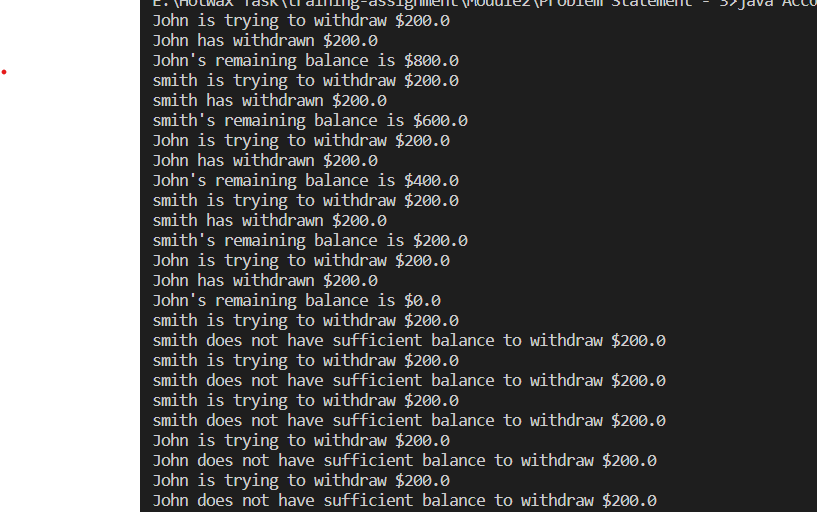 E:\HotWax Task\training-assignment\Module2\Problem Statement - 3>java Acco
John is trying to withdraw $200.0
John has withdrawn $200.0
John's remaining balance is $800.0
smith is trying to withdraw $200.0
smith has withdrawn $200.0
smith's remaining balance is $600.0
John is trying to withdraw $200.0
John has withdrawn $200.0
John's remaining balance is $400.0
smith is trying to withdraw $200.0
smith has withdrawn $200.0
smith's remaining balance is $200.0
John is trying to withdraw $200.0
John has withdrawn $200.0
John's remaining balance is $0.0
smith is trying to withdraw $200.0
smith does not have sufficient balance to withdraw $200.0
smith is trying to withdraw $200.0
smith does not have sufficient balance to withdraw $200.0
smith is trying to withdraw $200.0
smith does not have sufficient balance to withdraw $200.0
John is trying to withdraw $200.0
John does not have sufficient balance to withdraw $200.0
John is trying to withdraw $200.0
John does not have sufficient balance to withdraw $200.0